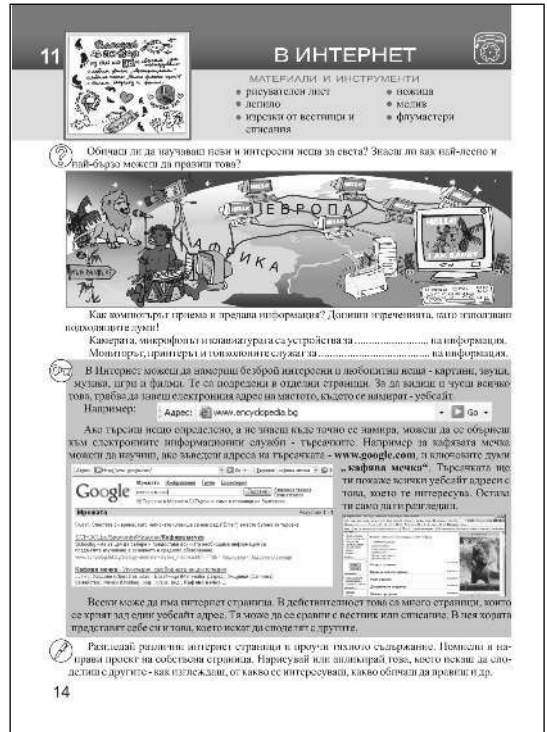 11
В ИНТЕРНЕТ
МАТЕРИАЛИ И ИНСТРУМЕНТИ
рисувателен лист
лепило
изрезки от вестници и
списания
ножица
молив
флумастери
Обичаш ли да научаваш нови и интересни неща за света? Знаеш ли как най-лесно и
най-бързо можеш да правиш това?
ЕВРОПА
АФРИКА
Как компютърът приема и предава информация? Допиши изреченията, като използваш
подходящите думи!
Камерата, микрофонът и клавиатурата са устройства за ........................ на информация.
Мониторът, принтерът и тонколоните служат за ........................ на информация.
В Интернет можеш да намериш безброй интересни и любопитни неща - картини, звуци,
музика, игри и филми. Те са подредени в отделни страници. За да видиш и чуеш всичко
това, трябва да знаеш електронния адрес на мястото, където се намират - уебсайт.
Например:
Адрес: www.encyclopedia.bg
Go
Ако търсиш нещо определено, а не знаеш къде точно се намира, можеш да се обърнеш
към електронните информационни служби - търсачките. Например за кафявата мечка
можеш да научиш, ако въведеш адреса на търсачката - www.google.com, и ключовите думи
„кафява мечка“. Търсачката ще
ти покаже всички уебсайт адреси с
това, което те интересува. Остава
ти само да ги разгледаш.
Google
Мрежата
Всеки може да има интернет страница. В действителност това са много страници, които
се крият зад един уебсайт адрес. Тя може да се сравни с вестник или списание. В нея хората
представят себе си и това, което искат да споделят с другите.
Разгледай различни интернет страници и проучи тяхното съдържание. Помисли и на-
прави проект на собствена страница. Нарисувай или апликирай това, което искаш да спо-
делиш с другите - как изглеждаш, от какво се интересуваш, какво обичаш да правиш и др.
14